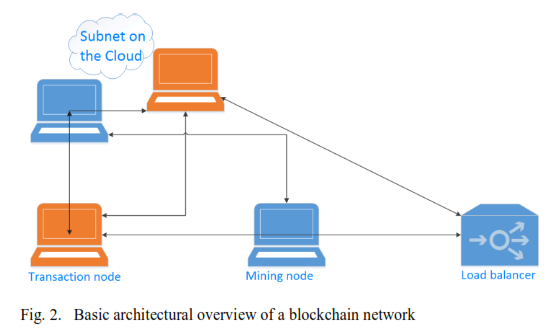 Subnet on
the Cloud
Transaction node
Mining node
Load balancer
Fig. 2. Basic architectural overview of a blockchain network